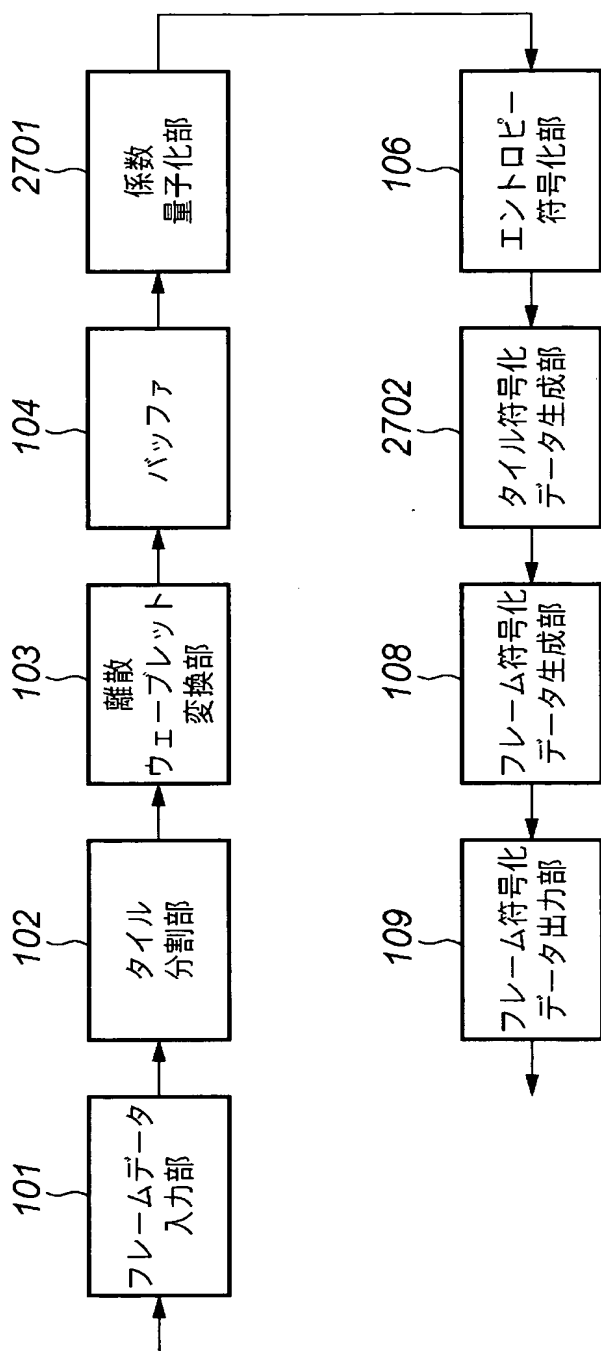 101
フレームデータ
入力部
102
タイル
分割部
103
離散
ウェーブレット
変換部
104
バッファ
2701
係数
量子化部
106
エントロピー
符号化部
2702
タイル符号化
データ生成部
108
フレーム符号化
データ生成部
109
フレーム符号化
データ出力部